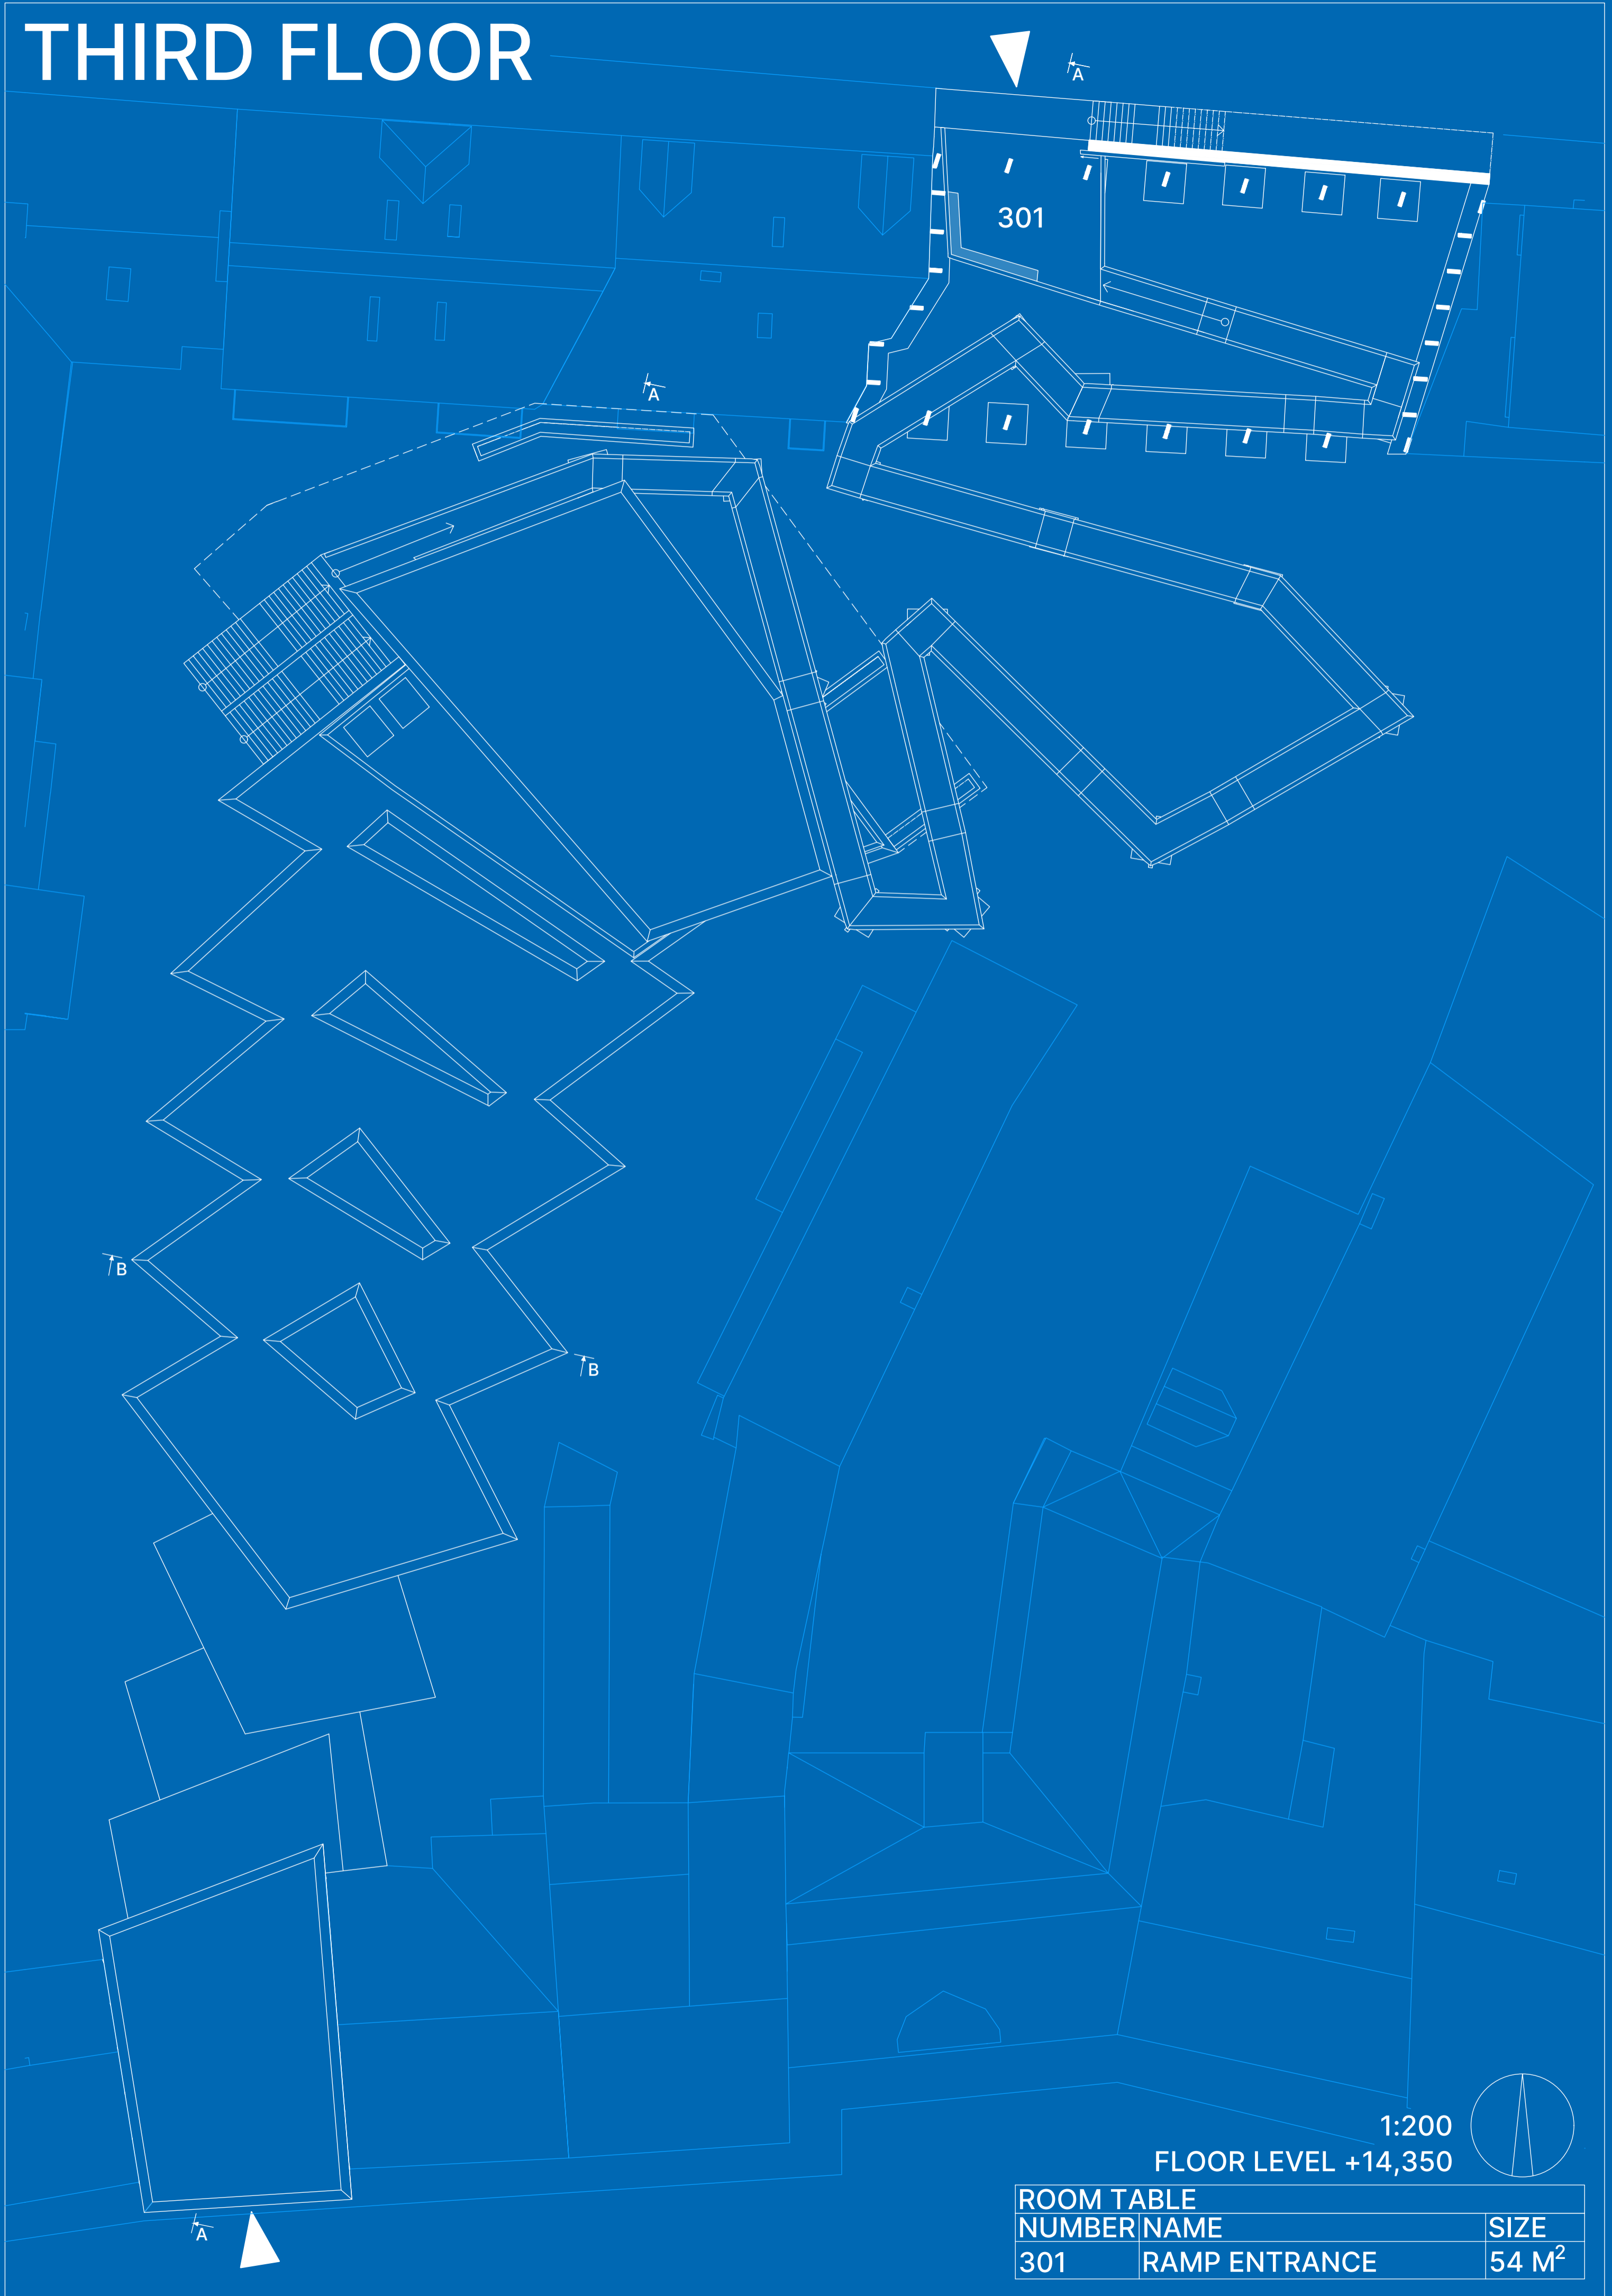 THIRD FLOOR
A
301
A
B
B
1:200
FLOOR LEVEL +14,350
ROOM TABLE
NUMBER NAME SIZE
301 RAMP ENTRANCE 54 M²
A